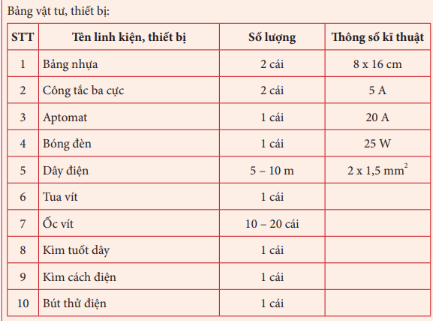 Bảng vật tư, thiết bị:
STT Tên linh kiện, thiết bị Số lượng Thông số kĩ thuật
1 Bảng nhựa 2 cái 8 x 16 cm
2 Công tắc ba cực 2 cái 5 A
3 Aptomat 1 cái 20 A
4 Bóng đèn 1 cái 25 W
5 Dây điện 5 – 10 m 2 x 1,5 mm²
6 Tua vít 1 cái
7 Ốc vít 10 – 20 cái
8 Kìm tuốt dây 1 cái
9 Kìm cách điện 1 cái
10 Bút thử điện 1 cái